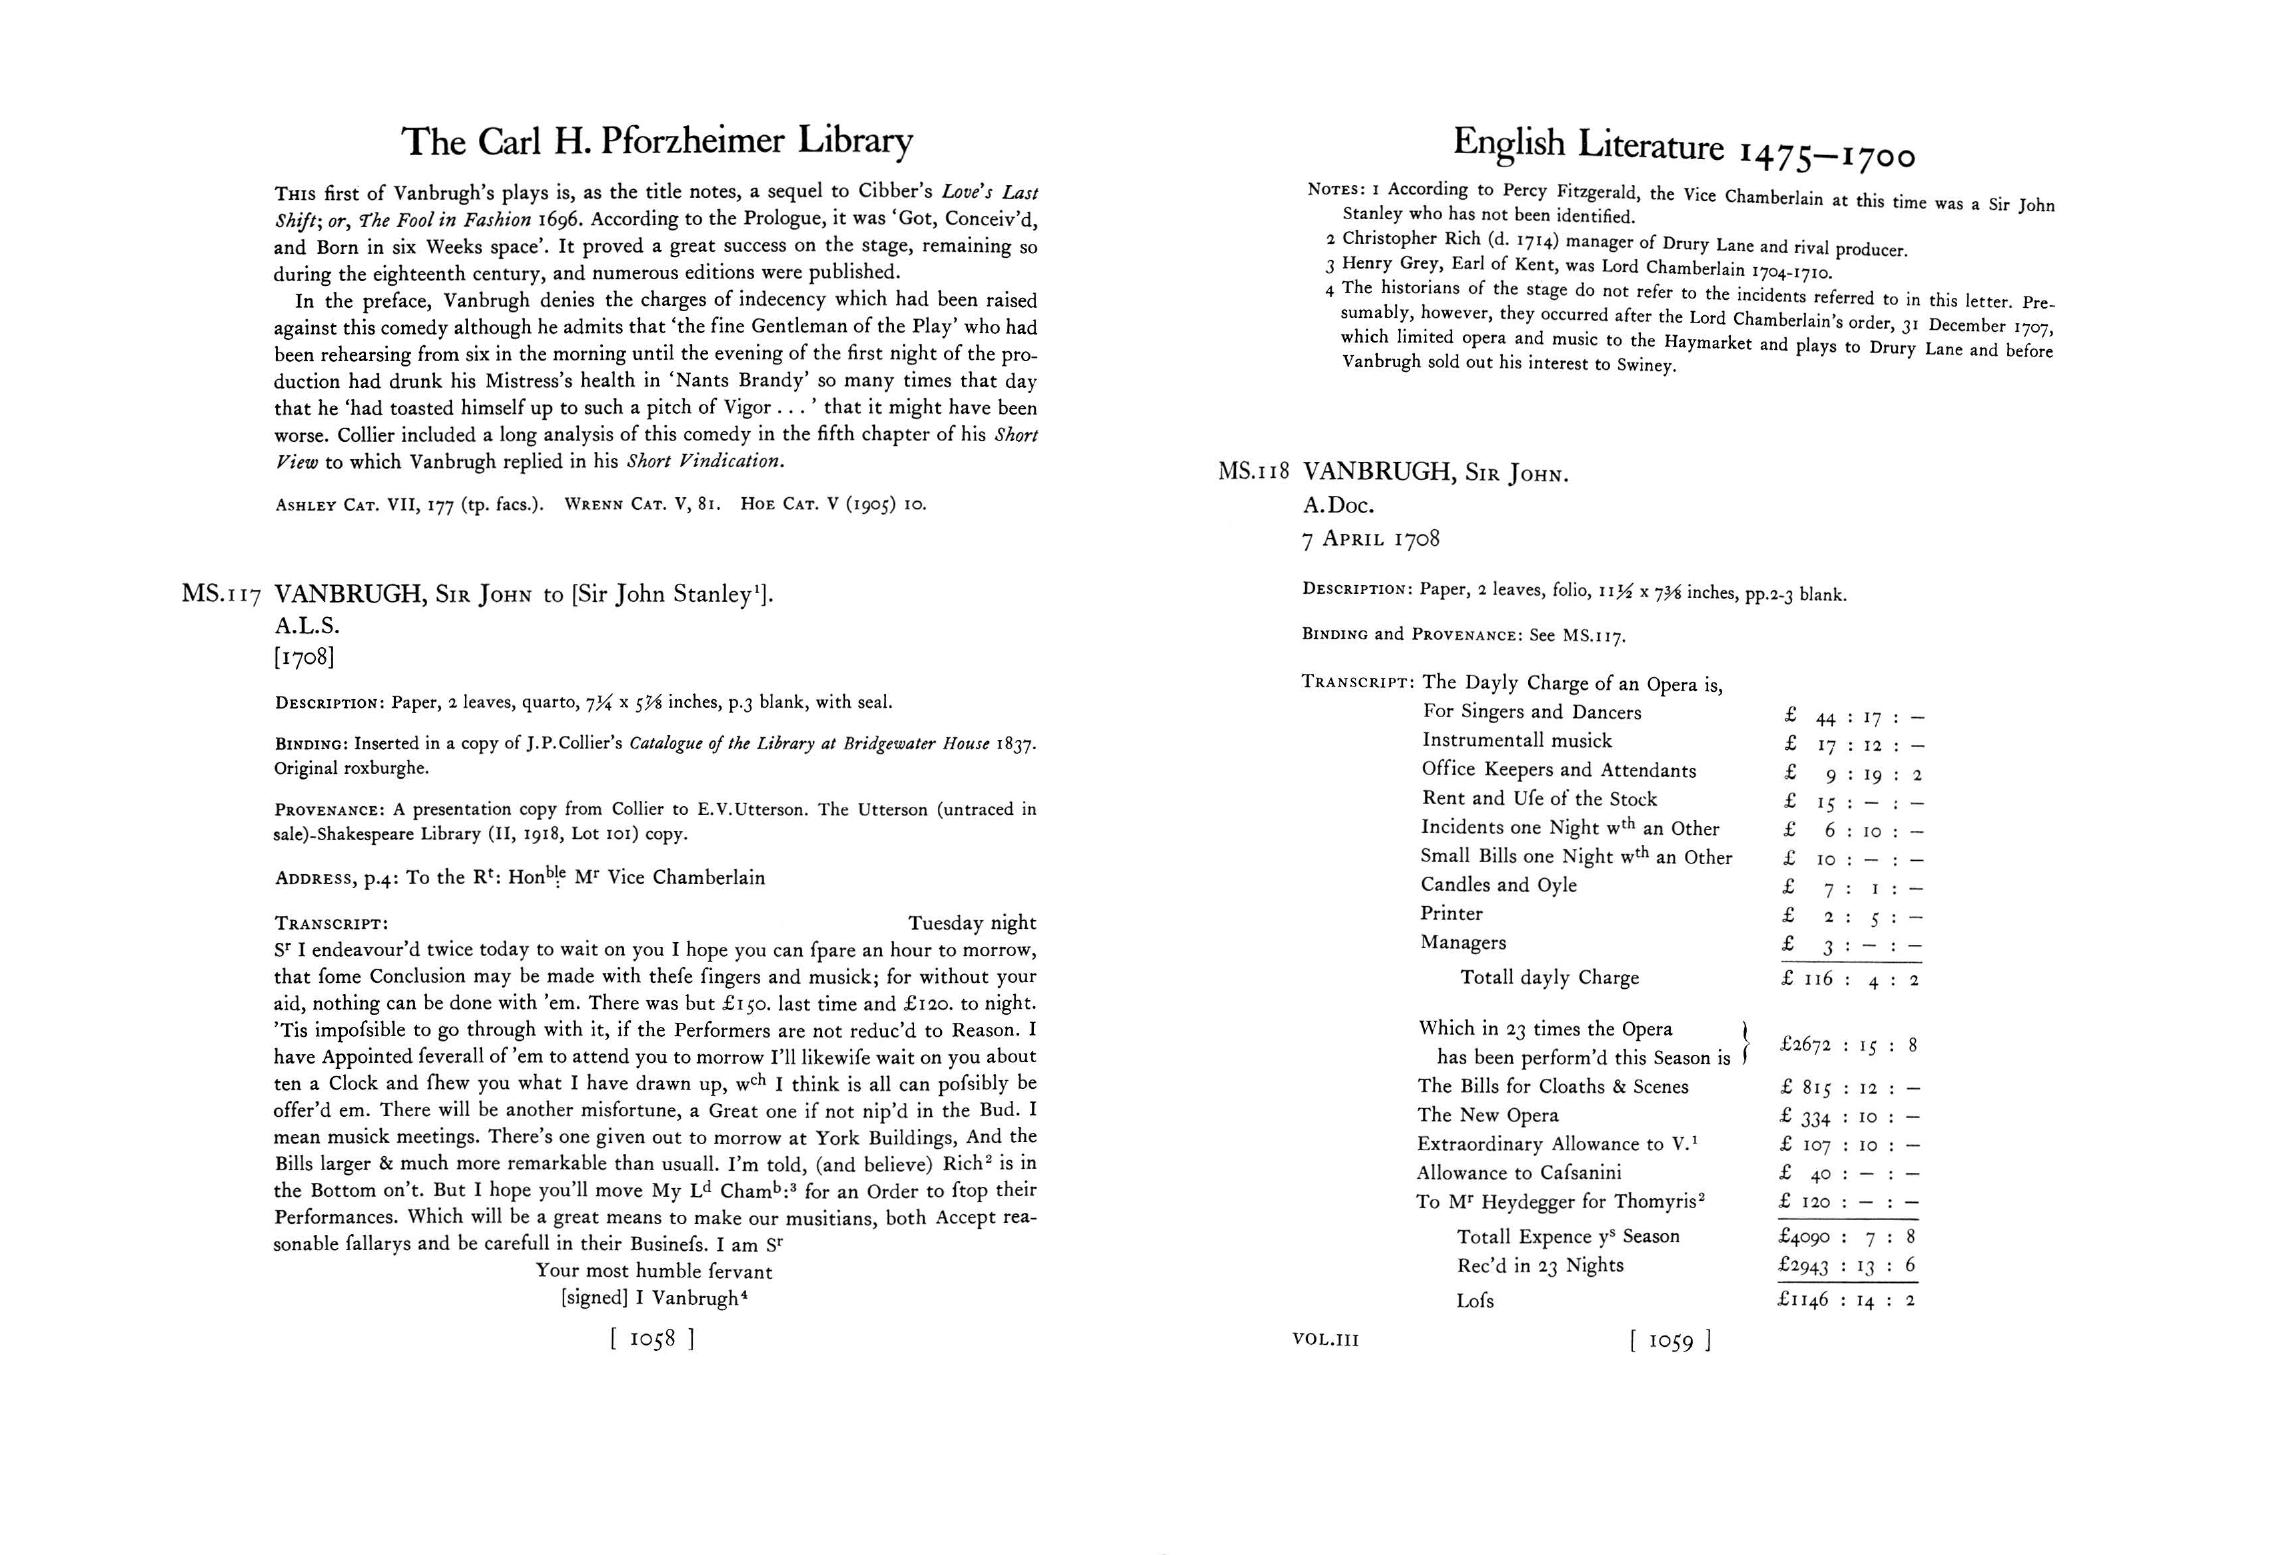 The Carl H. Pforzheimer Library
THIS first of Vanbrugh's plays is, as the title notes, a sequel to Cibber's Love's Last
Shift; or, The Fool in Fashion 1696. According to the Prologue, it was ‘Got, Conceiv'd,
and Born in six Weeks space’. It proved a great success on the stage, remaining so
during the eighteenth century, and numerous editions were published.
In the preface, Vanbrugh denies the charges of indecency which had been raised
against this comedy although he admits that ‘the fine Gentleman of the Play’ who had
been rehearsing from six in the morning until the evening of the first night of the pro-
duction had drunk his Mistress's health in ‘Nants Brandy’ so many times that day
that he ‘had toasted himself up to such a pitch of Vigor . . . ’ that it might have been
worse. Collier included a long analysis of this comedy in the fifth chapter of his Short
View to which Vanbrugh replied in his Short Vindication.
ASHLEY CAT. VII, 177 (tp. facs.). WRENN CAT. V, 81. HOE CAT. V (1905) 10.
MS.117 VANBRUGH, SIR JOHN to [Sir John Stanley¹].
A.L.S.
[1708]
DESCRIPTION: Paper, 2 leaves, quarto, 7¼ x 5⅞ inches, p.3 blank, with seal.
BINDING: Inserted in a copy of J.P.Collier's Catalogue of the Library at Bridgewater House 1837.
Original roxburghe.
PROVENANCE: A presentation copy from Collier to E.V.Utterson. The Utterson (untraced in
sale)-Shakespeare Library (II, 1918, Lot 101) copy.
ADDRESS, p.4: To the Rᵗ: Honᵇˡᵉ Mʳ Vice Chamberlain
TRANSCRIPT: Tuesday night
Sʳ I endeavour'd twice today to wait on you I hope you can ſpare an hour to morrow,
that ſome Conclusion may be made with theſe ſingers and musick; for without your
aid, nothing can be done with 'em. There was but £150. last time and £120. to night.
'Tis impoſsible to go through with it, if the Performers are not reduc'd to Reason. I
have Appointed ſeverall of 'em to attend you to morrow I'll likewiſe wait on you about
ten a Clock and ſhew you what I have drawn up, wᶜʰ I think is all can poſsibly be
offer'd em. There will be another misfortune, a Great one if not nip'd in the Bud. I
mean musick meetings. There's one given out to morrow at York Buildings, And the
Bills larger & much more remarkable than usuall. I'm told, (and believe) Rich² is in
the Bottom on't. But I hope you'll move My Lᵈ Chamᵇ:³ for an Order to ſtop their
Performances. Which will be a great means to make our musitians, both Accept rea-
sonable ſallarys and be carefull in their Busineſs. I am Sʳ
Your most humble ſervant
[signed] I Vanbrugh⁴
[ 1058 ]
English Literature 1475–1700
NOTES: 1 According to Percy Fitzgerald, the Vice Chamberlain at this time was a Sir John
Stanley who has not been identified.
2 Christopher Rich (d. 1714) manager of Drury Lane and rival producer.
3 Henry Grey, Earl of Kent, was Lord Chamberlain 1704-1710.
4 The historians of the stage do not refer to the incidents referred to in this letter. Pre-
sumably, however, they occurred after the Lord Chamberlain's order, 31 December 1707,
which limited opera and music to the Haymarket and plays to Drury Lane and before
Vanbrugh sold out his interest to Swiney.
MS.118 VANBRUGH, SIR JOHN.
A.DOC.
7 APRIL 1708
DESCRIPTION: Paper, 2 leaves, folio, 11½ x 7⅜ inches, pp.2-3 blank.
BINDING and PROVENANCE: See MS.117.
TRANSCRIPT: The Dayly Charge of an Opera is,
For Singers and Dancers £ 44 : 17 : —
Instrumentall musick £ 17 : 12 : —
Office Keepers and Attendants £ 9 : 19 : 2
Rent and Uſe of the Stock £ 15 : — : —
Incidents one Night wᵗʰ an Other £ 6 : 10 : —
Small Bills one Night wᵗʰ an Other £ 10 : — : —
Candles and Oyle £ 7 : 1 : —
Printer £ 2 : 5 : —
Managers £ 3 : — : —
Totall dayly Charge £ 116 : 4 : 2
Which in 23 times the Opera
has been perform'd this Season is } £2672 : 15 : 8
The Bills for Cloaths & Scenes £ 815 : 12 : —
The New Opera £ 334 : 10 : —
Extraordinary Allowance to V.¹ £ 107 : 10 : —
Allowance to Caſsanini £ 40 : — : —
To Mʳ Heydegger for Thomyris² £ 120 : — : —
Totall Expence yˢ Season £4090 : 7 : 8
Rec'd in 23 Nights £2943 : 13 : 6
Loſs £1146 : 14 : 2
VOL.III [ 1059 ]